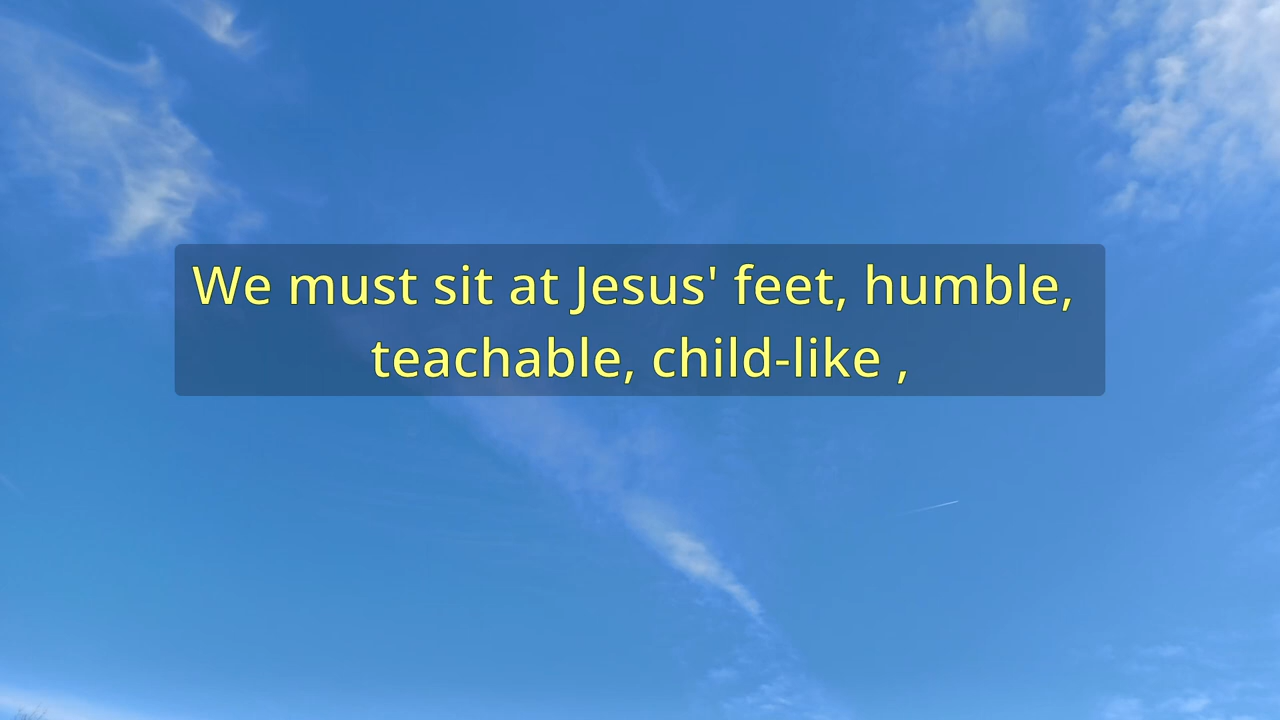 We must sit at Jesus' feet, humble,
teachable, child-like ,